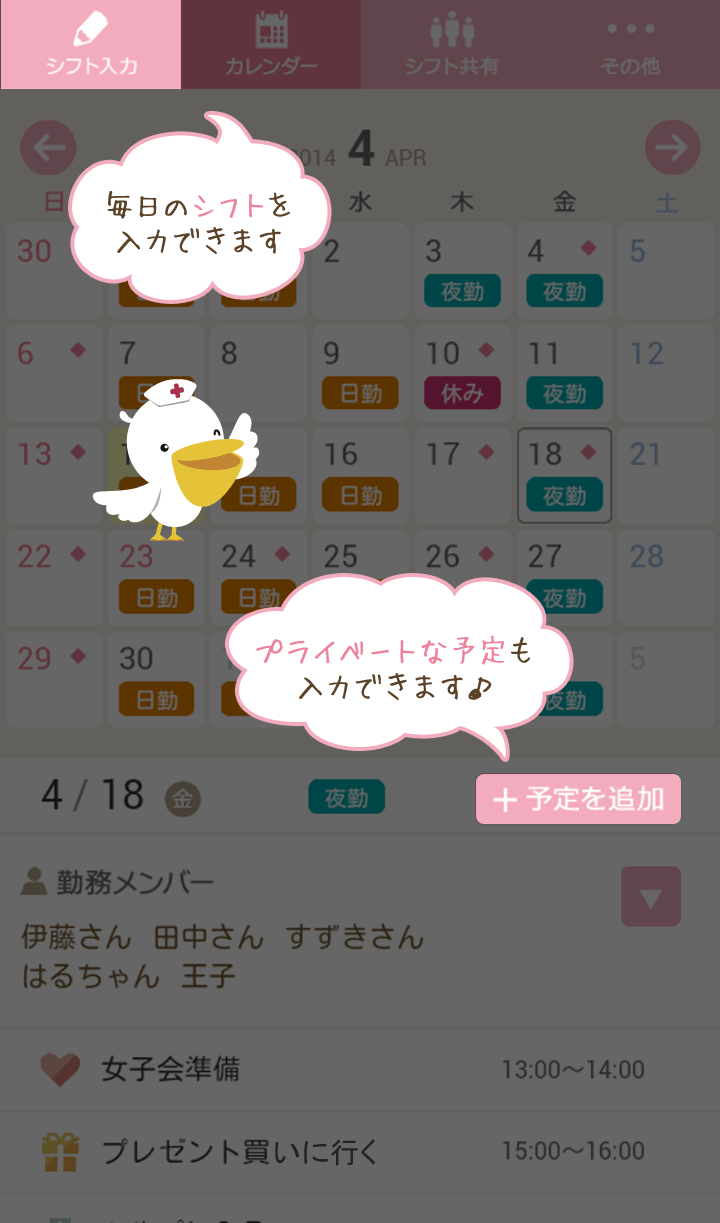 シフト入力 カレンダー シフト共有 その他
2014 4 APR
毎日のシフトを
入力できます
日 水 木 金 土
30 2 3 4 5
夜勤 夜勤
6 7 8 9 10 11 12
日勤 休み 夜勤
13 16 17 18 21
日勤 日勤 夜勤
22 23 24 25 26 27 28
日勤 日勤 夜勤
プライベートな予定も
入力できます♪
29 30 5
日勤 夜勤
4 / 18 金 夜勤 +予定を追加
勤務メンバー ▼
伊藤さん 田中さん すずきさん
はるちゃん 王子
女子会準備 13:00〜14:00
プレゼント買いに行く 15:00〜16:00